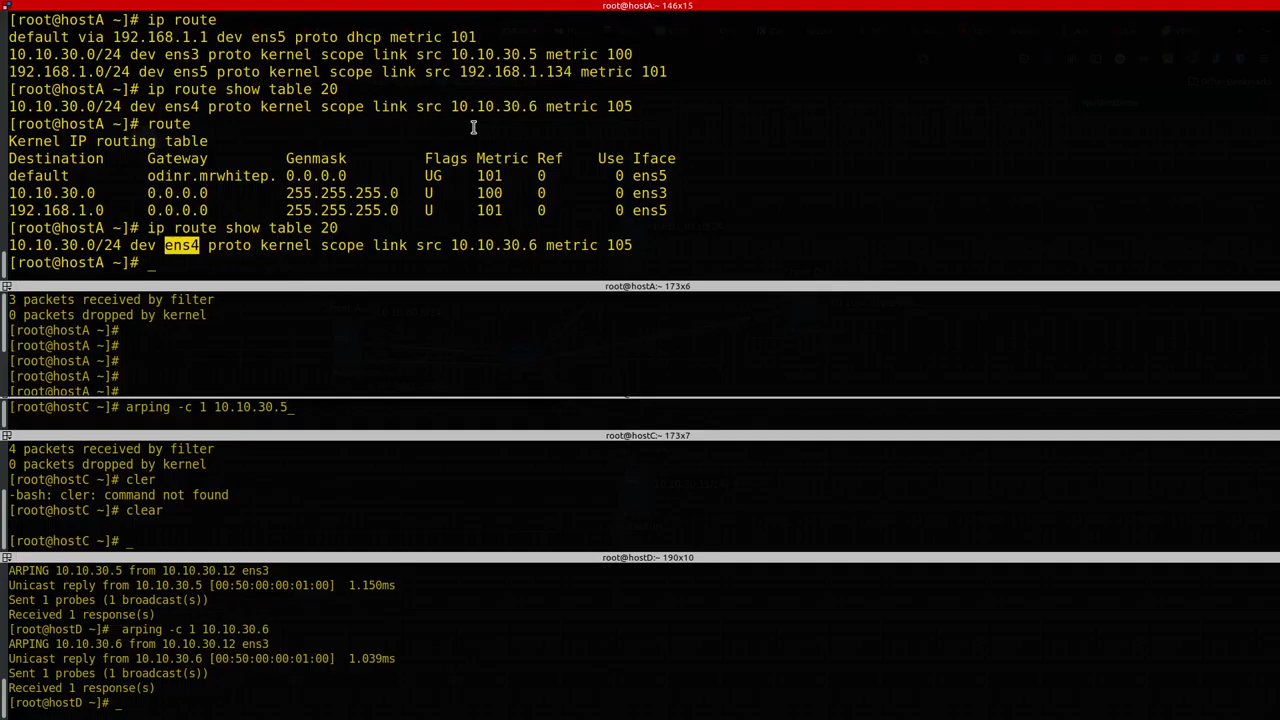 root@hostA:~ 146x15
[root@hostA ~]# ip route
default via 192.168.1.1 dev ens5 proto dhcp metric 101
10.10.30.0/24 dev ens3 proto kernel scope link src 10.10.30.5 metric 100
192.168.1.0/24 dev ens5 proto kernel scope link src 192.168.1.134 metric 101
[root@hostA ~]# ip route show table 20
10.10.30.0/24 dev ens4 proto kernel scope link src 10.10.30.6 metric 105
[root@hostA ~]# route
Kernel IP routing table
Destination     Gateway         Genmask         Flags Metric Ref    Use Iface
default         odinr.mrwhitep. 0.0.0.0         UG    101    0        0 ens5
10.10.30.0      0.0.0.0         255.255.255.0   U     100    0        0 ens3
192.168.1.0     0.0.0.0         255.255.255.0   U     101    0        0 ens5
[root@hostA ~]# ip route show table 20
10.10.30.0/24 dev ens4 proto kernel scope link src 10.10.30.6 metric 105
[root@hostA ~]# _
root@hostA:~ 173x6
3 packets received by filter
0 packets dropped by kernel
[root@hostA ~]#
[root@hostA ~]#
[root@hostA ~]#
[root@hostA ~]#
[root@hostA ~]#
[root@hostC ~]# arping -c 1 10.10.30.5_
root@hostC:~ 173x7
4 packets received by filter
0 packets dropped by kernel
[root@hostC ~]# cler
-bash: cler: command not found
[root@hostC ~]# clear
[root@hostC ~]# _
root@hostD:~ 190x10
ARPING 10.10.30.5 from 10.10.30.12 ens3
Unicast reply from 10.10.30.5 [00:50:00:00:01:00]  1.150ms
Sent 1 probes (1 broadcast(s))
Received 1 response(s)
[root@hostD ~]#  arping -c 1 10.10.30.6
ARPING 10.10.30.6 from 10.10.30.12 ens3
Unicast reply from 10.10.30.6 [00:50:00:00:01:00]  1.039ms
Sent 1 probes (1 broadcast(s))
Received 1 response(s)
[root@hostD ~]# _